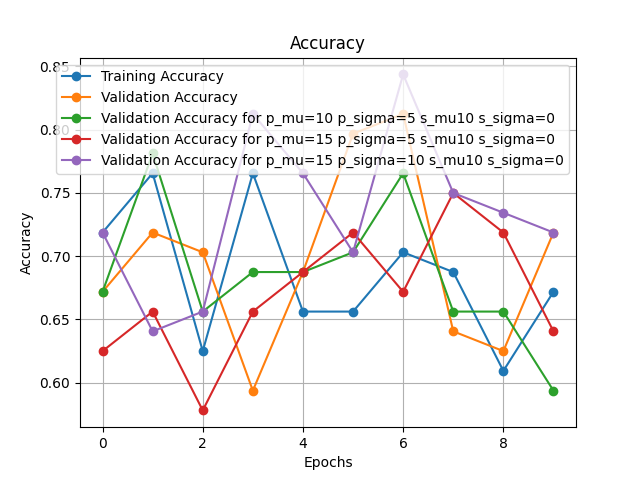 Accuracy
0.85
0.80
0.75
0.70
0.65
0.60
Accuracy
Training Accuracy
Validation Accuracy
Validation Accuracy for p_mu=10 p_sigma=5 s_mu10 s_sigma=0
Validation Accuracy for p_mu=15 p_sigma=5 s_mu10 s_sigma=0
Validation Accuracy for p_mu=15 p_sigma=10 s_mu10 s_sigma=0
0 2 4 6 8
Epochs